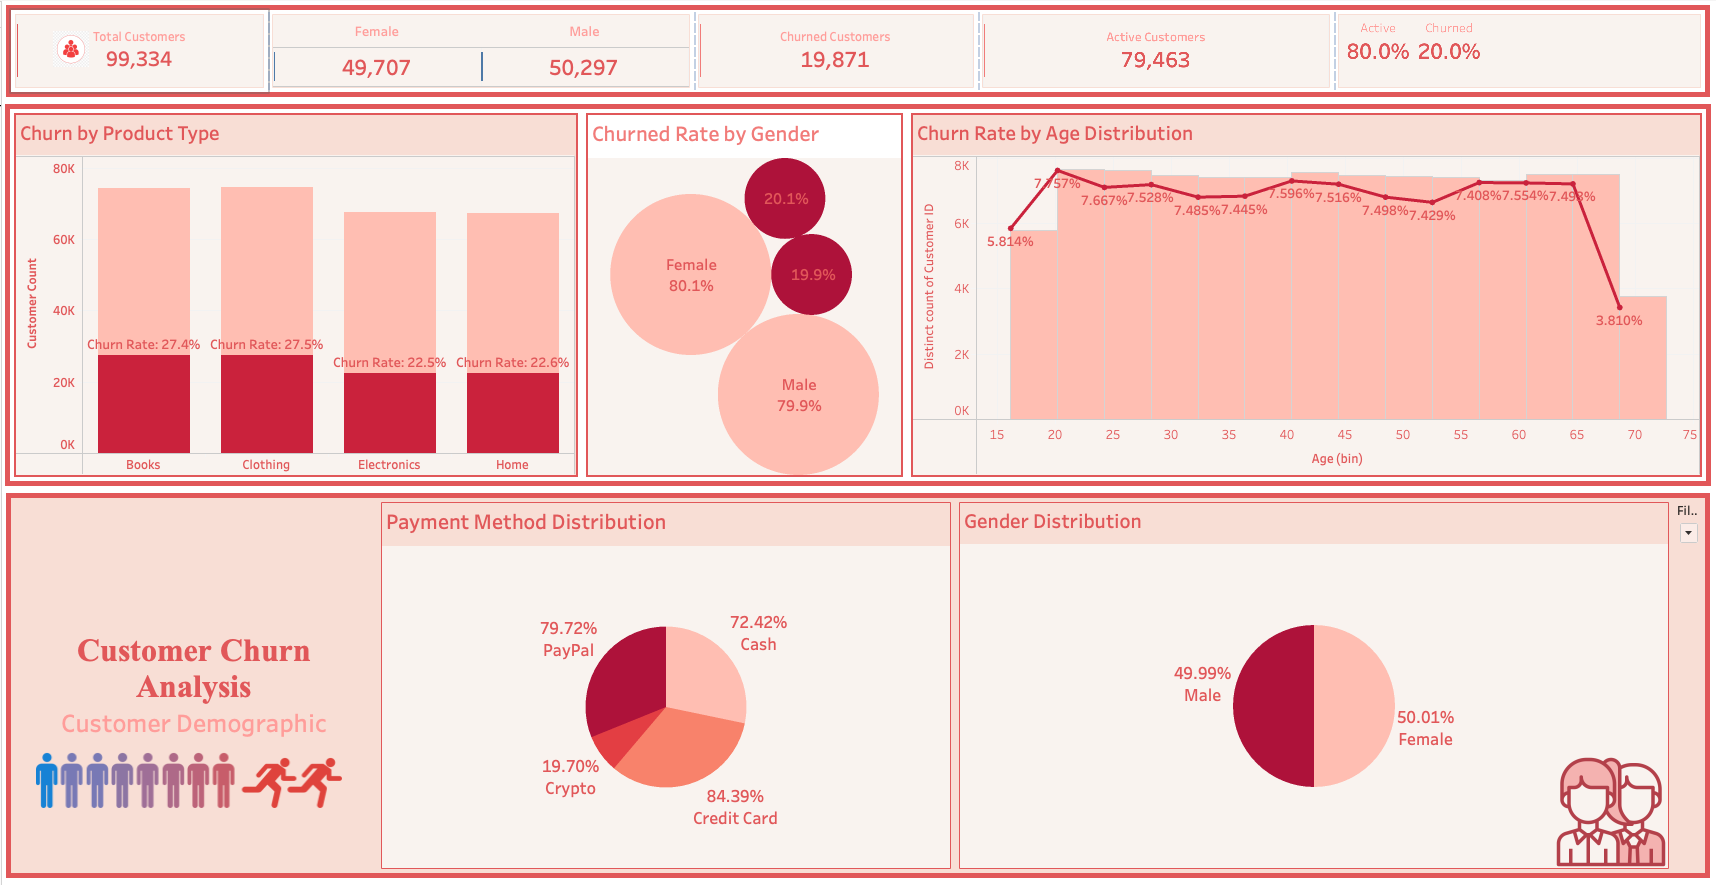 Total Customers
99,334
Female
Male
49,707
50,297
Churned Customers
19,871
Active Customers
79,463
Active
Churned
80.0%
20.0%
Churn by Product Type
Customer Count
80K
60K
40K
20K
0K
Churn Rate: 27.4%
Churn Rate: 27.5%
Churn Rate: 22.5%
Churn Rate: 22.6%
Books
Clothing
Electronics
Home
Churned Rate by Gender
20.1%
19.9%
Female
80.1%
Male
79.9%
Churn Rate by Age Distribution
Distinct count of Customer ID
8K
6K
4K
2K
0K
5.814%
7.757%
7.667%
7.528%
7.485%
7.445%
7.596%
7.516%
7.498%
7.429%
7.408%
7.554%
7.493%
3.810%
15
20
25
30
35
40
45
50
55
60
65
70
75
Age (bin)
Customer Churn
Analysis
Customer Demographic
Payment Method Distribution
79.72%
PayPal
72.42%
Cash
19.70%
Crypto
84.39%
Credit Card
Gender Distribution
49.99%
Male
50.01%
Female
Fil..